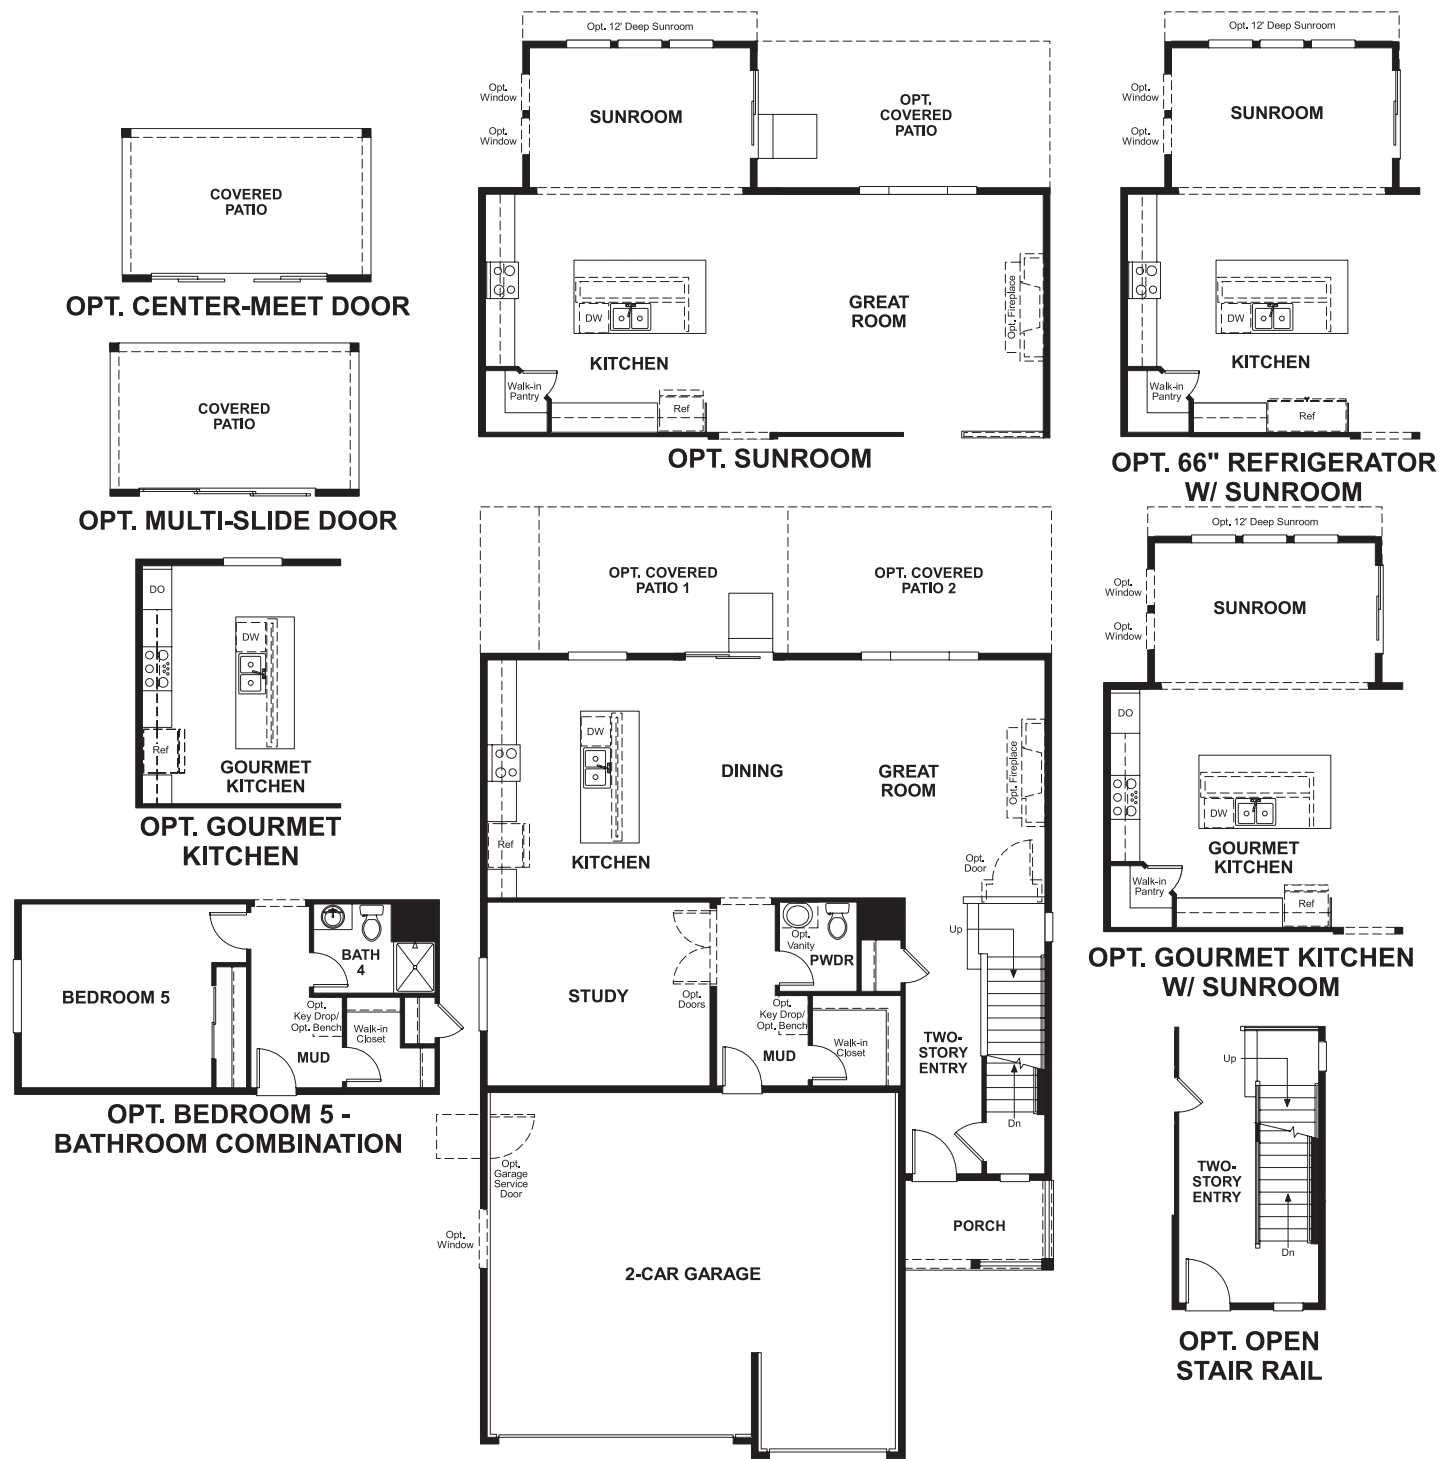 COVERED
PATIO
OPT. CENTER-MEET DOOR
COVERED
PATIO
OPT. MULTI-SLIDE DOOR
DO
DW
Ref
GOURMET
KITCHEN
OPT. GOURMET
KITCHEN
BEDROOM 5
BATH
4
Opt.
Key Drop/
Opt. Bench
Walk-in
Closet
MUD
OPT. BEDROOM 5 -
BATHROOM COMBINATION
Opt. 12' Deep Sunroom
Opt.
Window
Opt.
Window
SUNROOM
OPT.
COVERED
PATIO
DW
KITCHEN
GREAT
ROOM
Opt. Fireplace
Walk-in
Pantry
Ref
OPT. SUNROOM
OPT. COVERED
PATIO 1
OPT. COVERED
PATIO 2
DW
DINING
GREAT
ROOM
Opt. Fireplace
Ref
KITCHEN
Opt.
Door
STUDY
Opt.
Doors
Opt.
Vanity
PWDR
Up
Opt.
Key Drop/
Opt. Bench
MUD
Walk-in
Closet
TWO-
STORY
ENTRY
Dn
Opt.
Garage
Service
Door
Opt.
Window
PORCH
2-CAR GARAGE
Opt. 12' Deep Sunroom
Opt.
Window
Opt.
Window
SUNROOM
DW
KITCHEN
Walk-in
Pantry
Ref
OPT. 66" REFRIGERATOR
W/ SUNROOM
Opt. 12' Deep Sunroom
Opt.
Window
Opt.
Window
SUNROOM
DO
DW
GOURMET
KITCHEN
Walk-in
Pantry
Ref
OPT. GOURMET KITCHEN
W/ SUNROOM
Up
TWO-
STORY
ENTRY
Dn
OPT. OPEN
STAIR RAIL